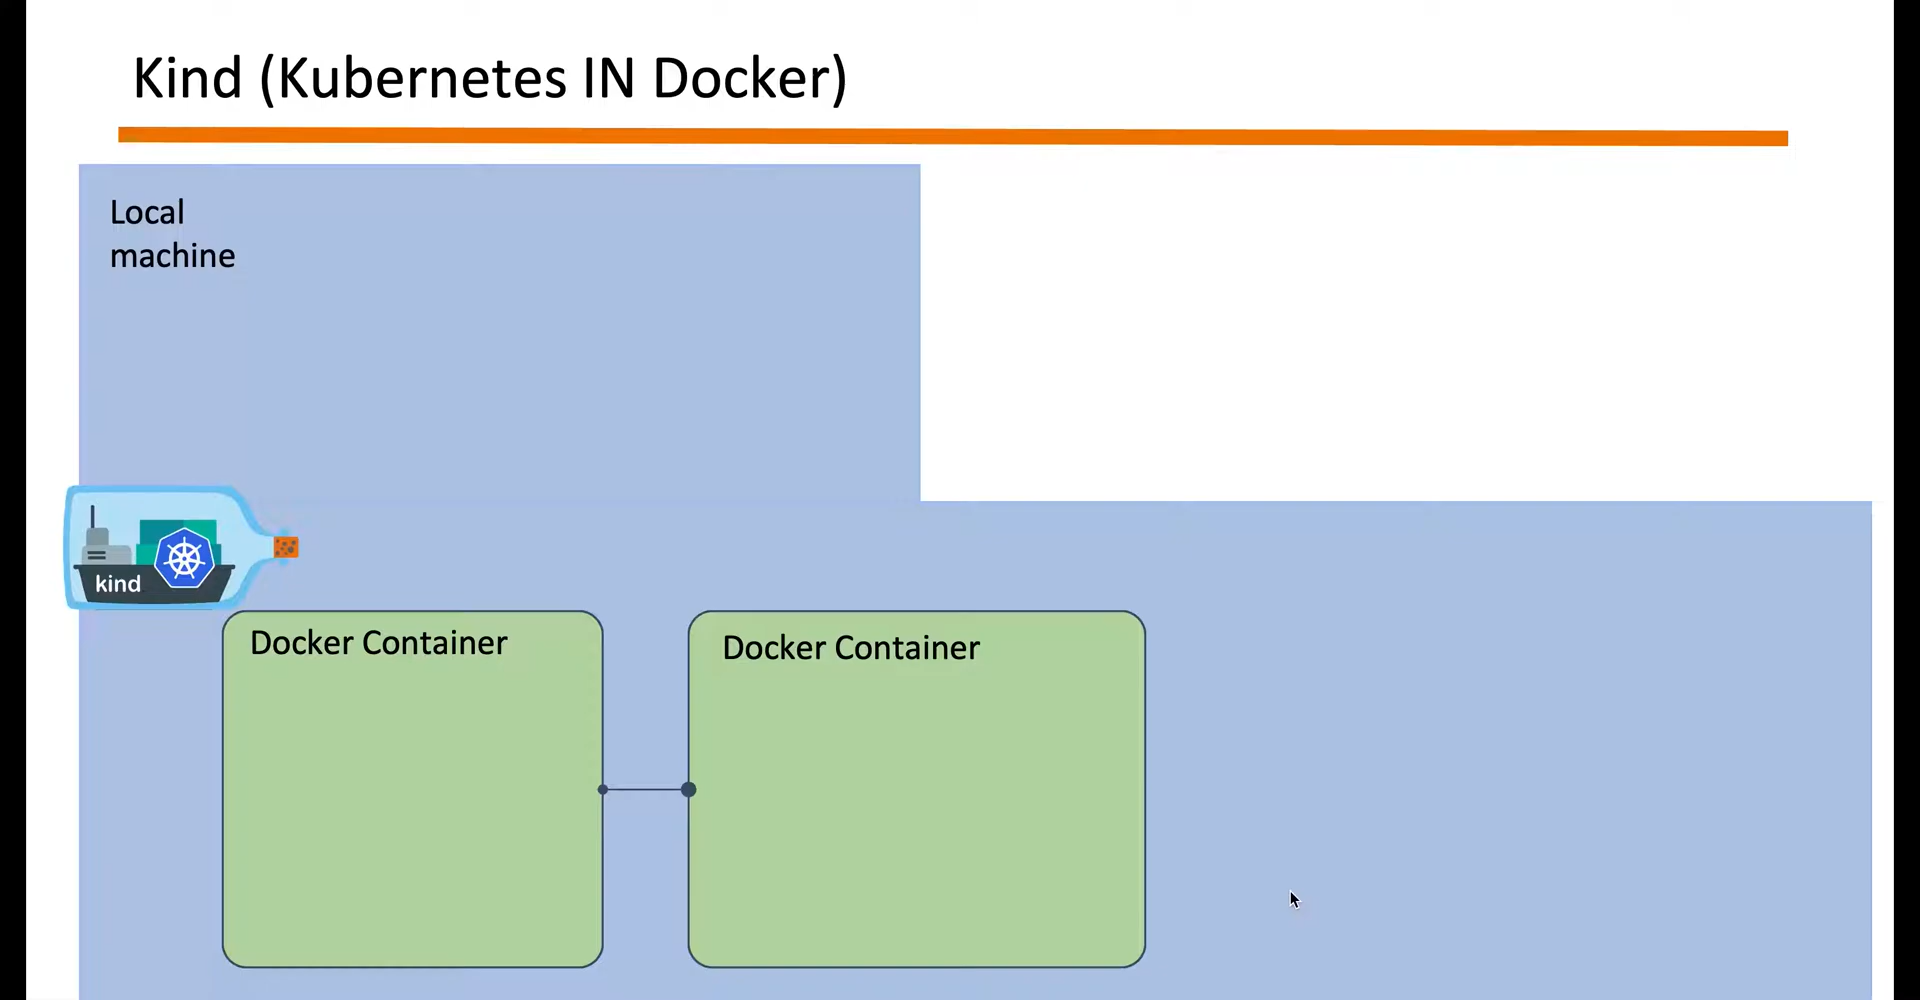 Kind (Kubernetes IN Docker)
Local
machine
kind
Docker Container
Docker Container